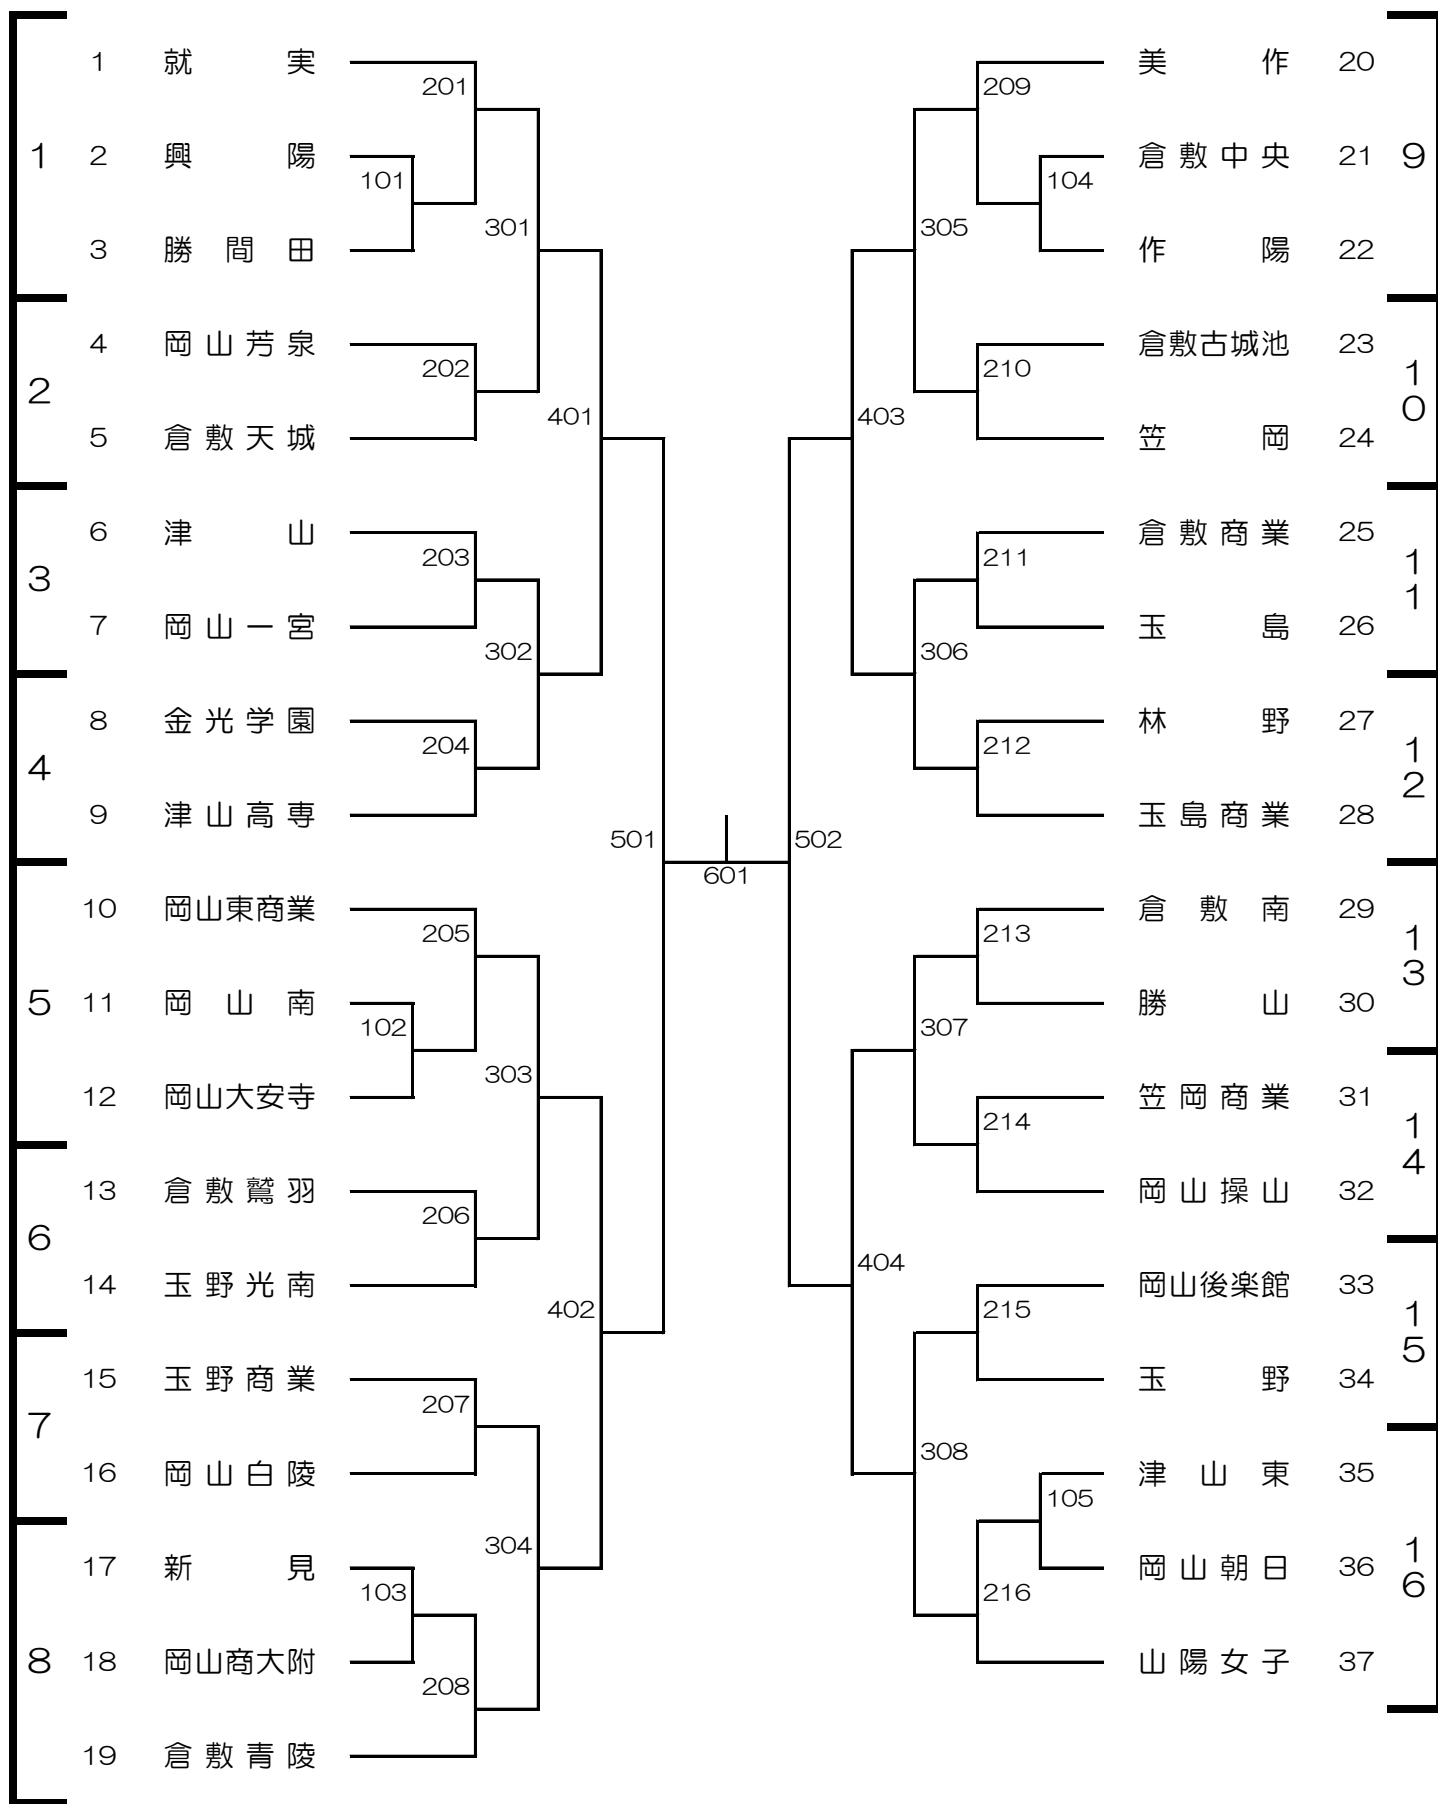 1 就実
201
1
2 興陽
101
301
3 勝間田
4 岡山芳泉
202
2
401
5 倉敷天城
6 津山
203
3
7 岡山一宮
302
8 金光学園
204
4
9 津山高専
501
601
10 岡山東商業
205
5
11 岡山南
102
303
12 岡山大安寺
13 倉敷鷲羽
206
6
14 玉野光南
402
15 玉野商業
207
7
16 岡山白陵
304
17 新見
103
8
18 岡山商大附
208
19 倉敷青陵
美作 20
209
倉敷中央 21
9
104
305
作陽 22
倉敷古城池 23
210
10
403
笠岡 24
倉敷商業 25
211
11
玉島 26
306
林野 27
212
12
玉島商業 28
502
倉敷南 29
213
13
勝山 30
307
笠岡商業 31
214
14
岡山操山 32
404
岡山後楽館 33
215
15
玉野 34
308
津山東 35
105
岡山朝日 36
16
216
山陽女子 37